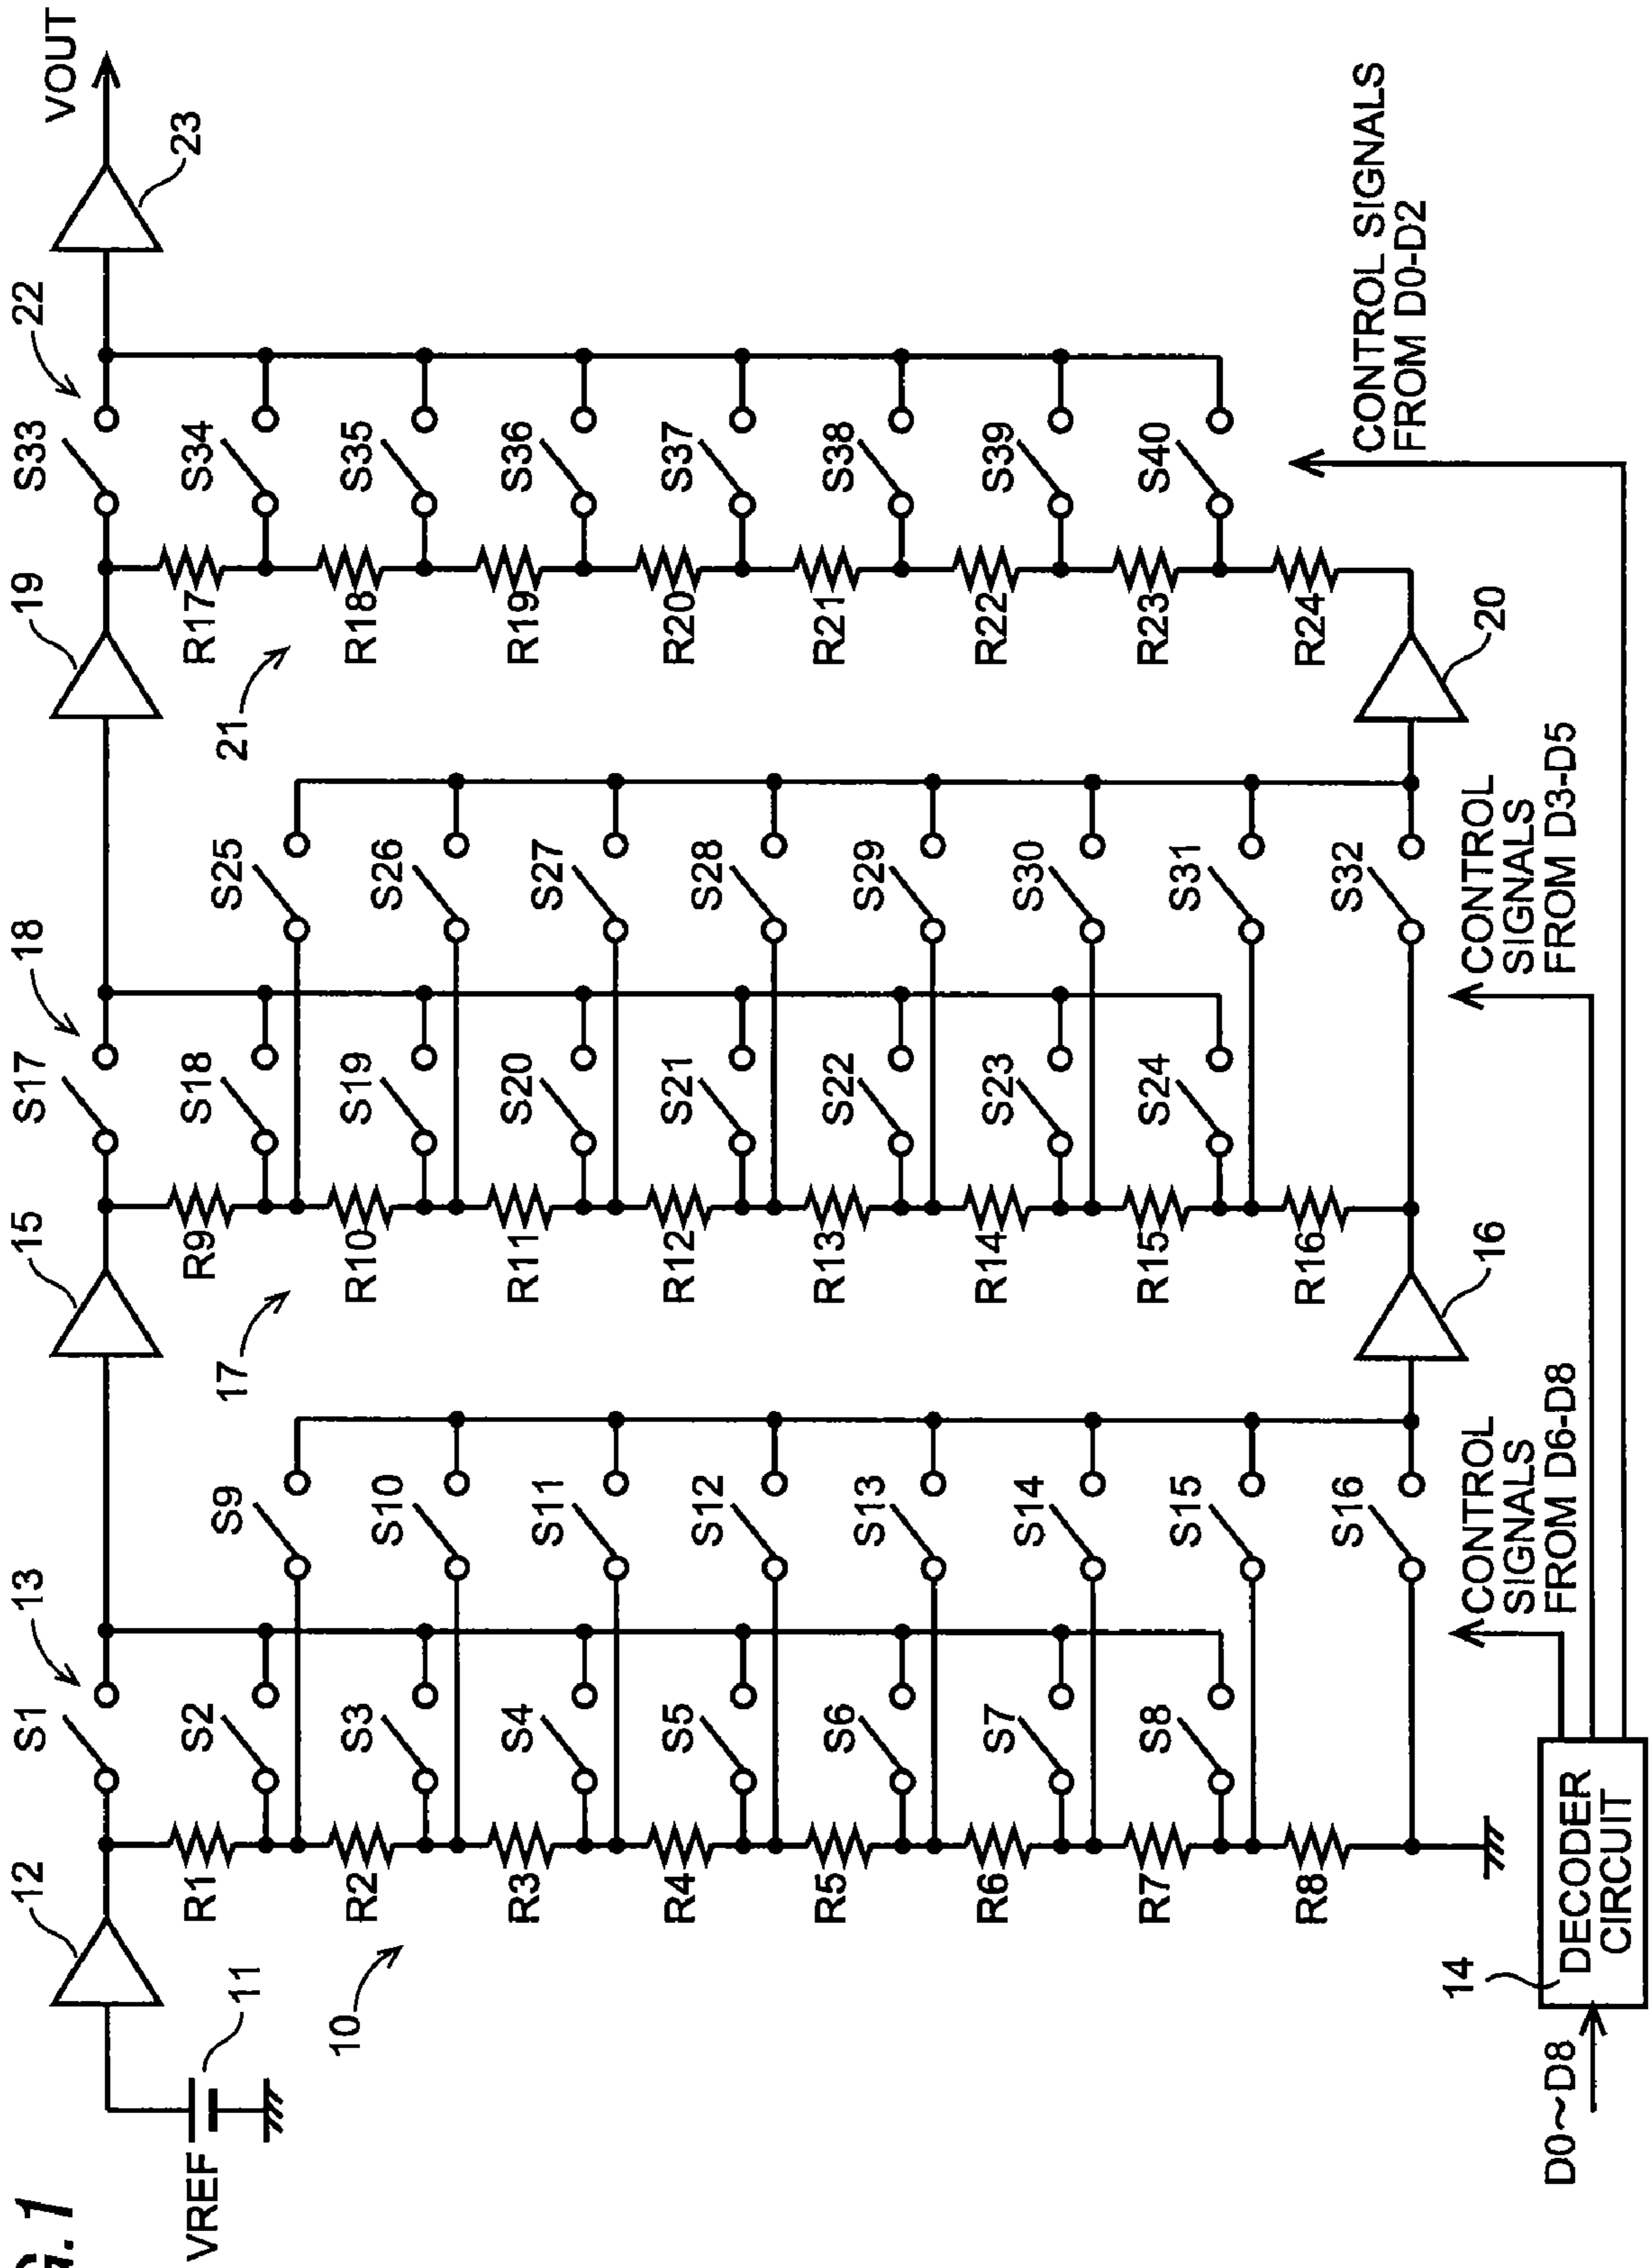 G.1
VREF
11
12
10
S1
13
S2
S3
S4
S5
S6
S7
S8
R1
R2
R3
R4
R5
R6
R7
R8
S9
S10
S11
S12
S13
S14
S15
S16
15
16
17
S17
18
S18
S19
S20
S21
S22
S23
S24
R9
R10
R11
R12
R13
R14
R15
R16
S25
S26
S27
S28
S29
S30
S31
S32
19
20
21
S33
22
S34
S35
S36
S37
S38
S39
S40
R17
R18
R19
R20
R21
R22
R23
R24
23
VOUT
D0~D8
14
DECODER
CIRCUIT
CONTROL
SIGNALS
FROM D6-D8
CONTROL
SIGNALS
FROM D3-D5
CONTROL SIGNALS
FROM D0-D2